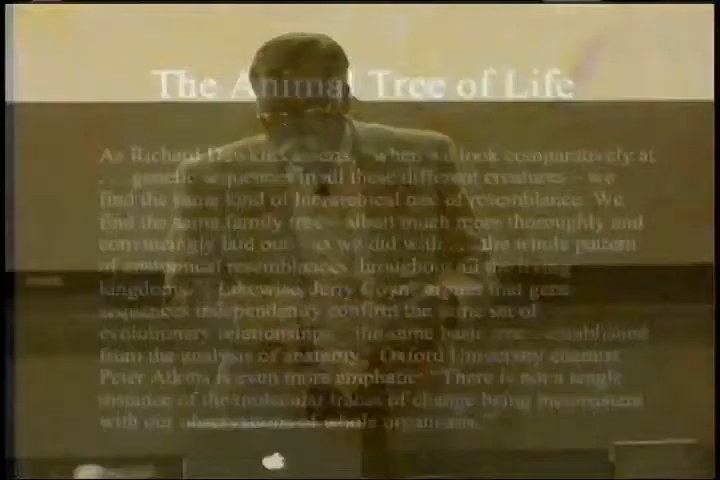 The Animal Tree of Life
As Richard Dawkins when we look comparatively at
. . . genetic sequences in all these different creatures – we
find the same kind of hierarchical tree of resemblance. We
find the same family tree – albeit much more thoroughly and
convincingly laid out – as we did with . . . the whole pattern
of anatomical resemblances throughout all the living
kingdoms." Likewise, Jerry Coyne argues that gene
sequences independently confirm the same set of
evolutionary relationships the same basic tree – established
from the analysis of anatomy. Oxford University chemist
Peter Atkins is even more emphatic: "There is not a single
instance of the molecular traces of change being inconsistent
with our observations of whole organisms."